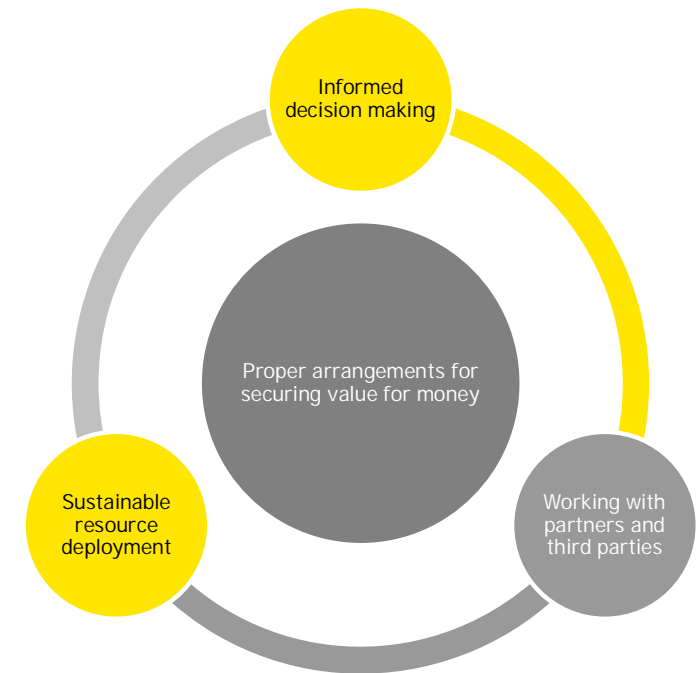 Informed
decision making
Proper arrangements for
securing value for money
Sustainable
resource
deployment
Working with
partners and
third parties